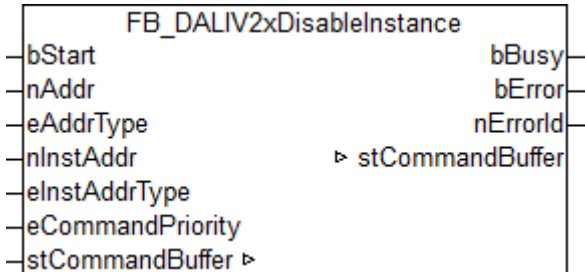 FB_DALIV2xDisableInstance
bStart bBusy
nAddr bError
eAddrType nErrorId
nInstAddr ▷ stCommandBuffer
eInstAddrType
eCommandPriority
stCommandBuffer ▷